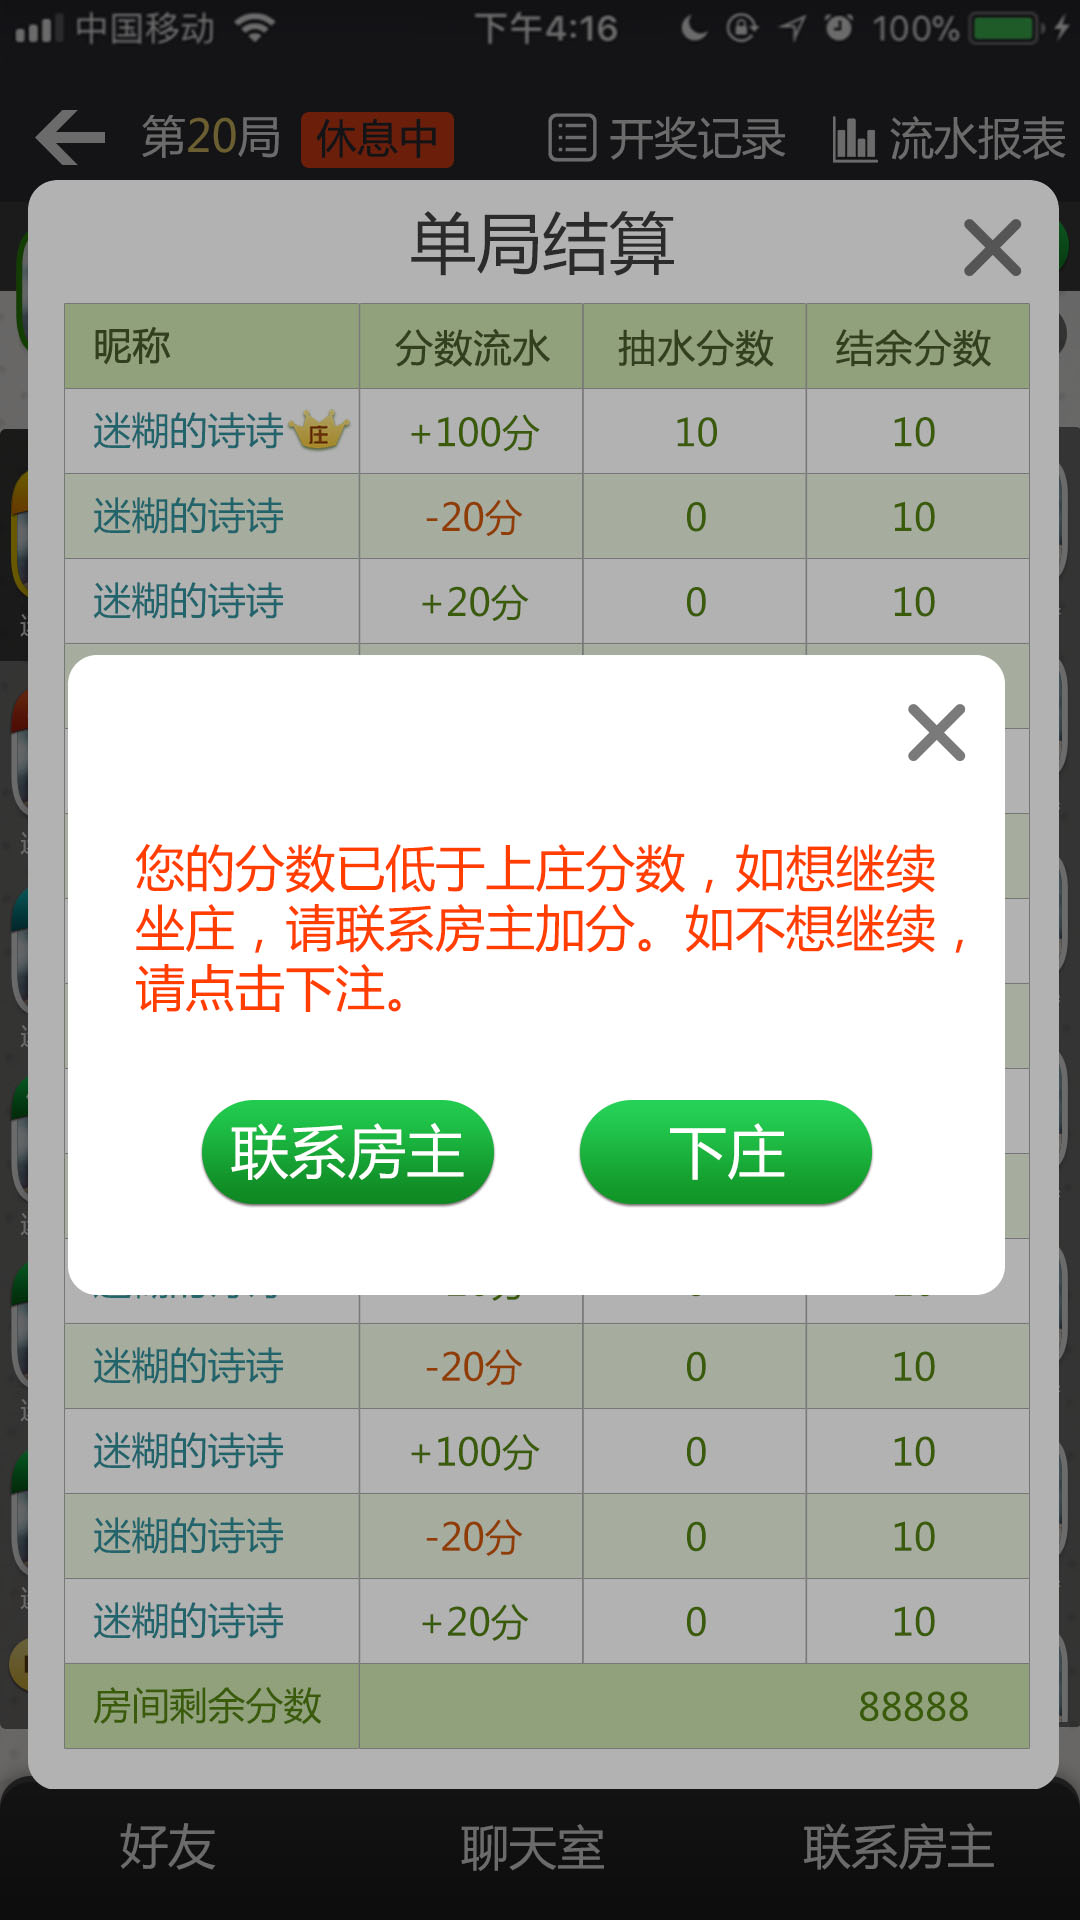 中国移动 下午4:16 100%
第20局 休息中 开奖记录 流水报表
单局结算
昵称 分数流水 抽水分数 结余分数
迷糊的诗诗 庄 +100分 10 10
迷糊的诗诗 -20分 0 10
迷糊的诗诗 +20分 0 10
您的分数已低于上庄分数，如想继续
坐庄，请联系房主加分。如不想继续，
请点击下注。
联系房主 下庄
迷糊的诗诗 -20分 0 10
迷糊的诗诗 +100分 0 10
迷糊的诗诗 -20分 0 10
迷糊的诗诗 +20分 0 10
房间剩余分数 88888
好友 聊天室 联系房主